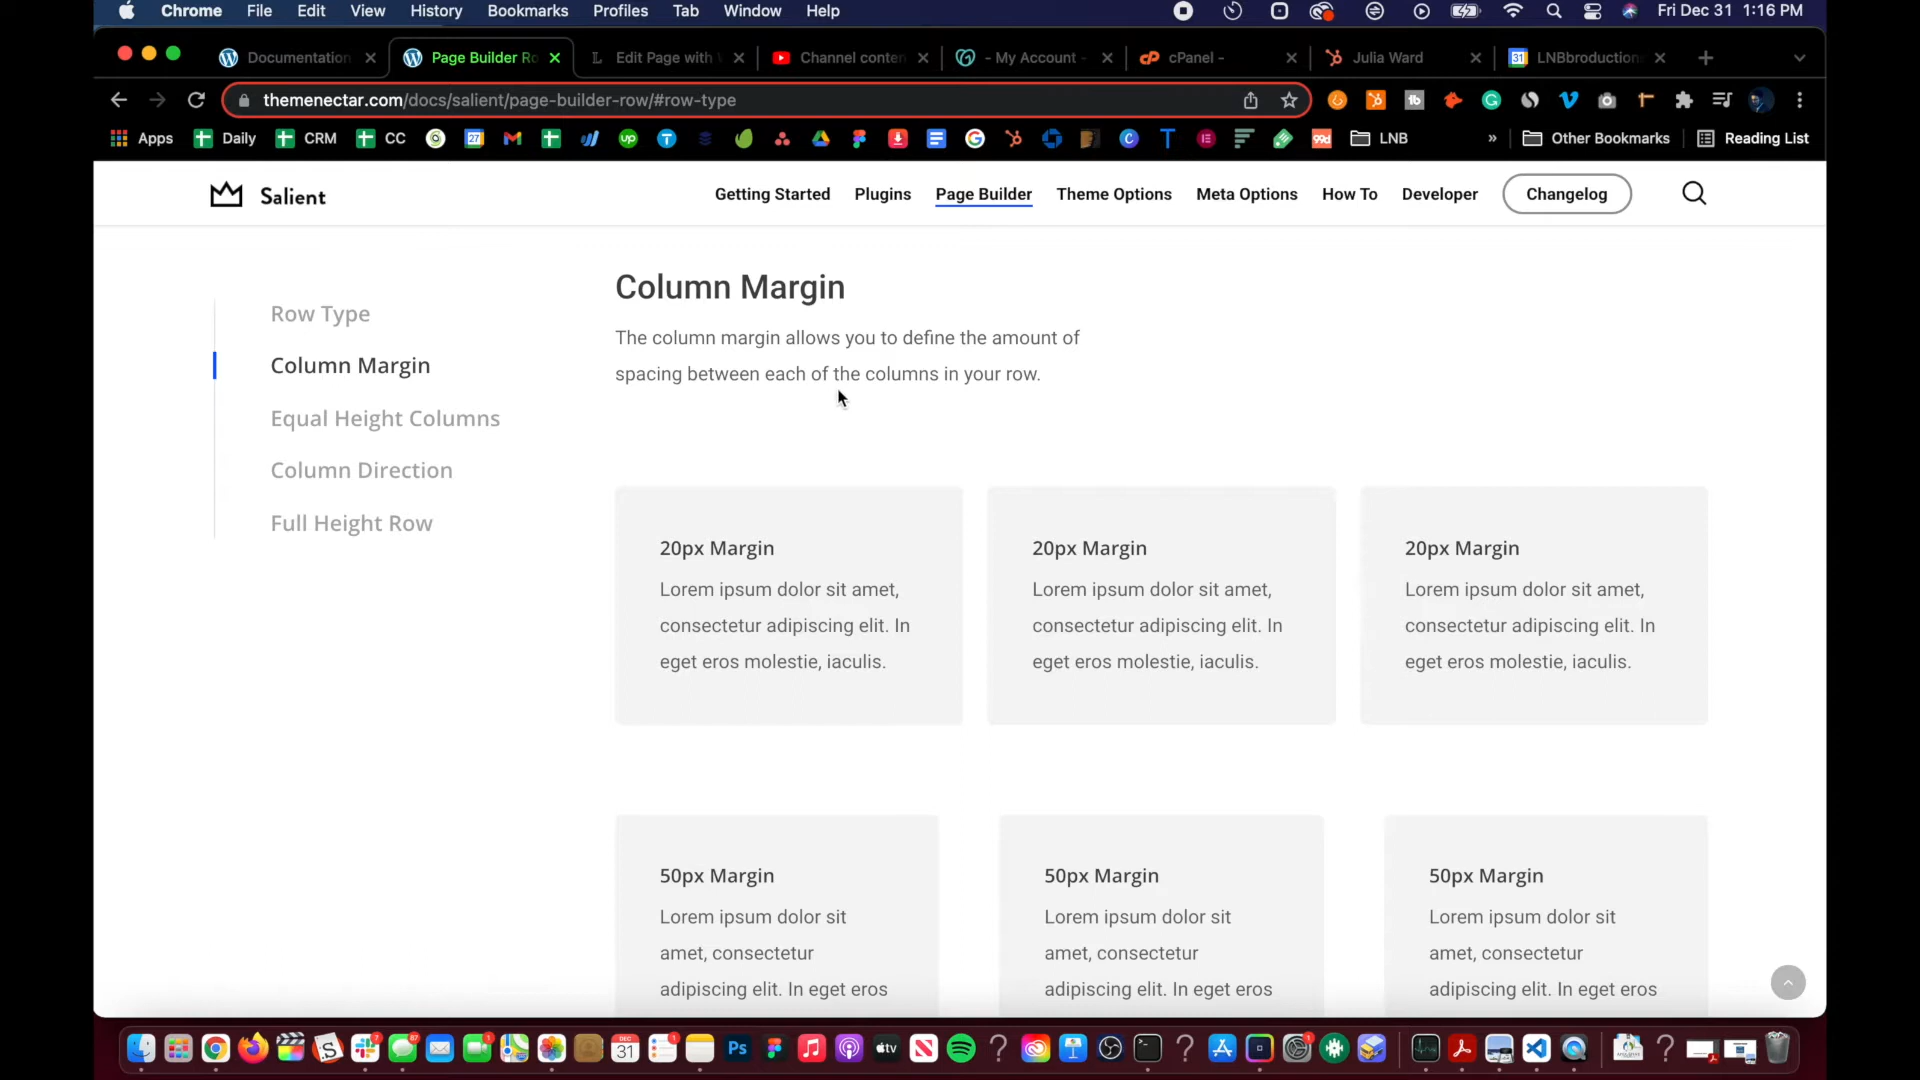 Chrome File Edit View History Bookmarks Profiles Tab Window Help Fri Dec 31 1:16 PM
Documentation Page Builder Ro Edit Page with Channel conten - My Account - cPanel - Julia Ward LNBbroduction
themenectar.com/docs/salient/page-builder-row/#row-type
Apps Daily CRM CC LNB » Other Bookmarks Reading List
Salient Getting Started Plugins Page Builder Theme Options Meta Options How To Developer Changelog
Row Type
Column Margin
Equal Height Columns
Column Direction
Full Height Row
Column Margin
The column margin allows you to define the amount of
spacing between each of the columns in your row.
20px Margin
Lorem ipsum dolor sit amet,
consectetur adipiscing elit. In
eget eros molestie, iaculis.
20px Margin
Lorem ipsum dolor sit amet,
consectetur adipiscing elit. In
eget eros molestie, iaculis.
20px Margin
Lorem ipsum dolor sit amet,
consectetur adipiscing elit. In
eget eros molestie, iaculis.
50px Margin
Lorem ipsum dolor sit
amet, consectetur
adipiscing elit. In eget eros
50px Margin
Lorem ipsum dolor sit
amet, consectetur
adipiscing elit. In eget eros
50px Margin
Lorem ipsum dolor sit
amet, consectetur
adipiscing elit. In eget eros